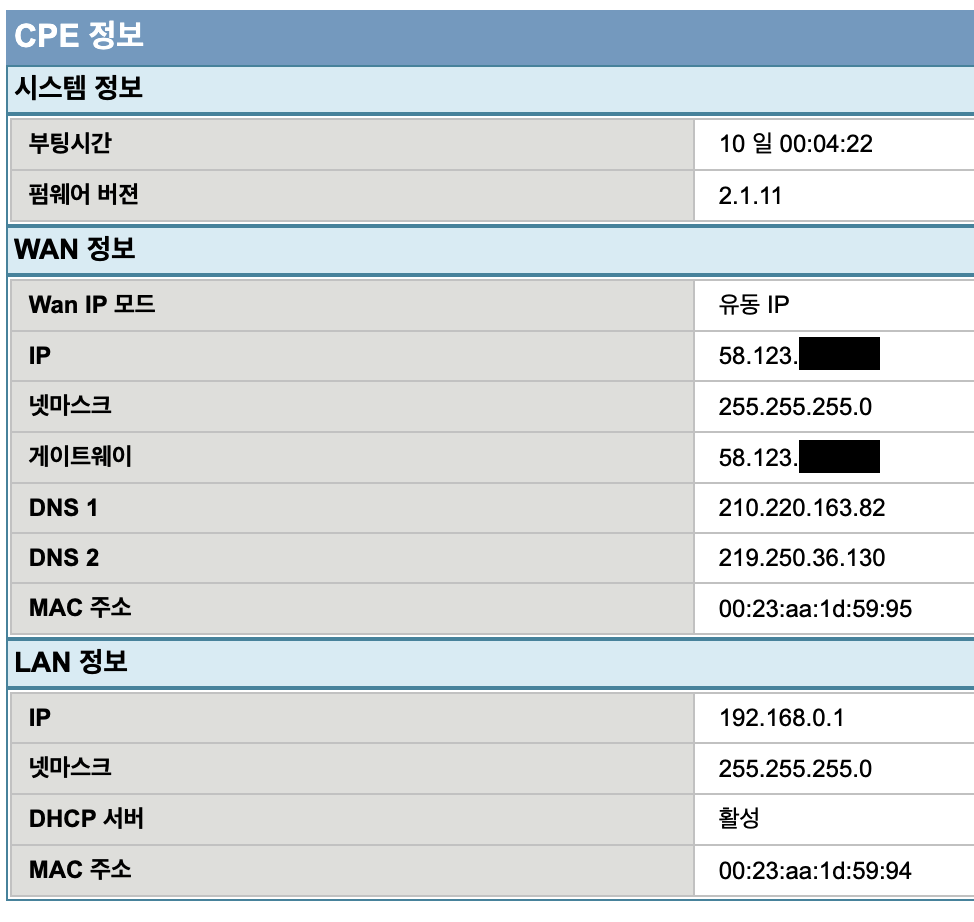 CPE 정보
시스템 정보
부팅시간 10 일 00:04:22
펌웨어 버젼 2.1.11
WAN 정보
Wan IP 모드 유동 IP
IP 58.123.
넷마스크 255.255.255.0
게이트웨이 58.123.
DNS 1 210.220.163.82
DNS 2 219.250.36.130
MAC 주소 00:23:aa:1d:59:95
LAN 정보
IP 192.168.0.1
넷마스크 255.255.255.0
DHCP 서버 활성
MAC 주소 00:23:aa:1d:59:94